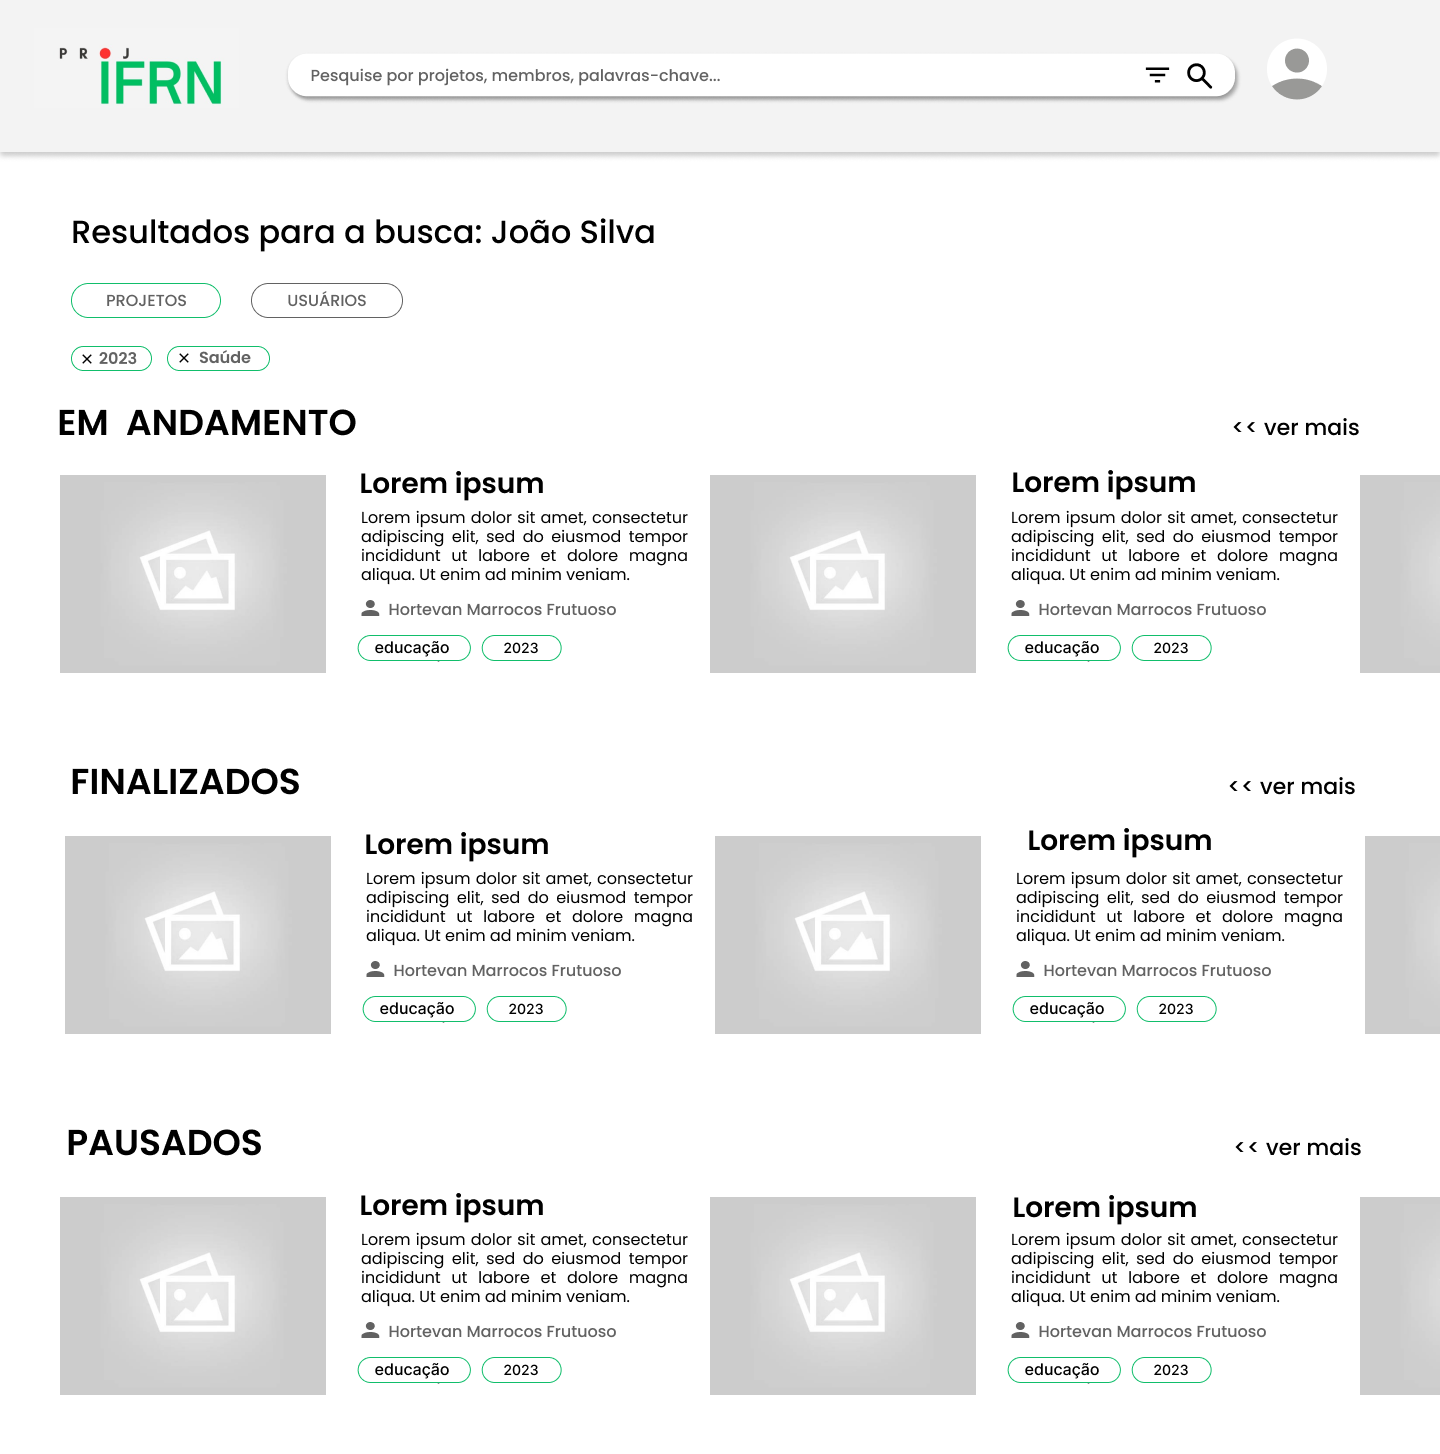 PROJ
IFRN
Pesquise por projetos, membros, palavras-chave...
Resultados para a busca: João Silva
PROJETOS
USUÁRIOS
× 2023
× Saúde
EM ANDAMENTO
<< ver mais
Lorem ipsum
Lorem ipsum dolor sit amet, consectetur
adipiscing elit, sed do eiusmod tempor
incididunt ut labore et dolore magna
aliqua. Ut enim ad minim veniam.
Hortevan Marrocos Frutuoso
educação
2023
Lorem ipsum
Lorem ipsum dolor sit amet, consectetur
adipiscing elit, sed do eiusmod tempor
incididunt ut labore et dolore magna
aliqua. Ut enim ad minim veniam.
Hortevan Marrocos Frutuoso
educação
2023
FINALIZADOS
<< ver mais
Lorem ipsum
Lorem ipsum dolor sit amet, consectetur
adipiscing elit, sed do eiusmod tempor
incididunt ut labore et dolore magna
aliqua. Ut enim ad minim veniam.
Hortevan Marrocos Frutuoso
educação
2023
Lorem ipsum
Lorem ipsum dolor sit amet, consectetur
adipiscing elit, sed do eiusmod tempor
incididunt ut labore et dolore magna
aliqua. Ut enim ad minim veniam.
Hortevan Marrocos Frutuoso
educação
2023
PAUSADOS
<< ver mais
Lorem ipsum
Lorem ipsum dolor sit amet, consectetur
adipiscing elit, sed do eiusmod tempor
incididunt ut labore et dolore magna
aliqua. Ut enim ad minim veniam.
Hortevan Marrocos Frutuoso
educação
2023
Lorem ipsum
Lorem ipsum dolor sit amet, consectetur
adipiscing elit, sed do eiusmod tempor
incididunt ut labore et dolore magna
aliqua. Ut enim ad minim veniam.
Hortevan Marrocos Frutuoso
educação
2023